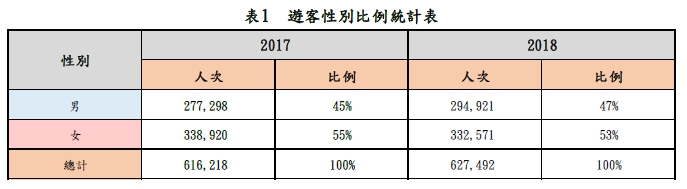 表1 遊客性別比例統計表
性別 2017 2018
人次 比例 人次 比例
男 277,298 45% 294,921 47%
女 338,920 55% 332,571 53%
總計 616,218 100% 627,492 100%